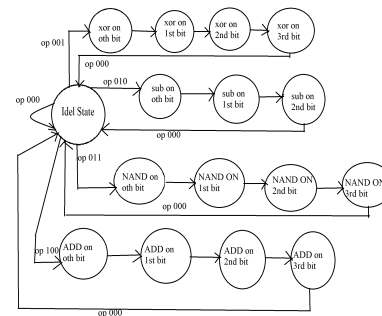 xor on
oth bit
xor on
1st bit
xor on
2nd bit
xor on
3rd bit
op 001
op 000
op 010
sub on
oth bit
sub on
1st bit
sub on
2nd bit
op 000
Idel State
op 000
op 011
NAND on
oth bit
NAND ON
1st bit
NAND ON
2nd bit
NAND ON
3rd bit
op 000
op 100
ADD on
oth bit
ADD on
1st bit
ADD on
2nd bit
ADD on
3rd bit
op 000